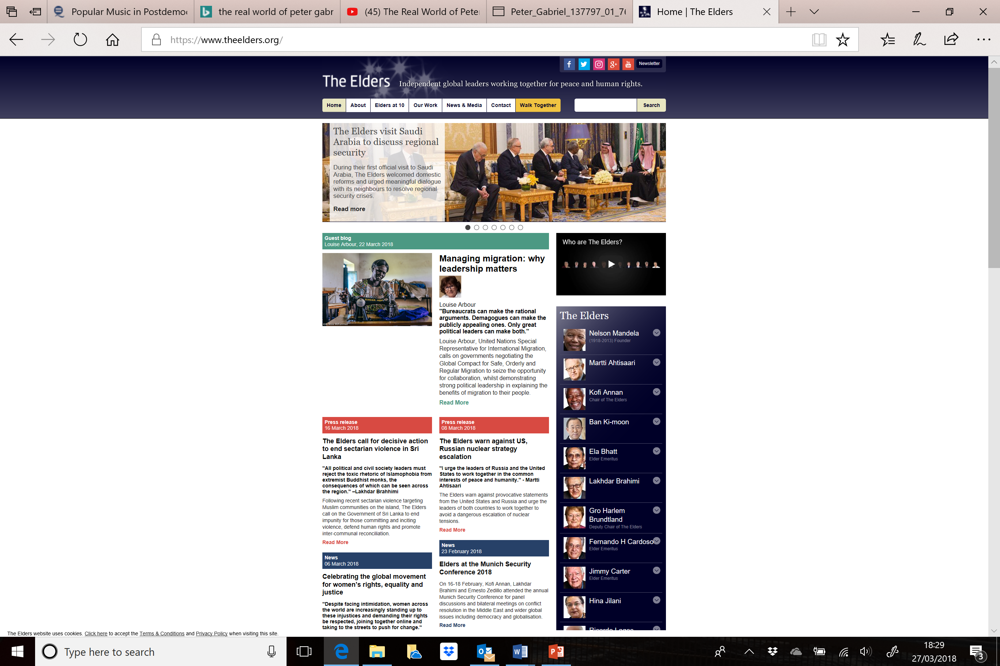 Popular Music in Postdemoc
the real world of peter gabr
(45) The Real World of Peter
Peter_Gabriel_137797_01_76
Home | The Elders
https://www.theelders.org/
Newsletter
The Elders
Independent global leaders working together for peace and human rights.
Home
About
Elders at 10
Our Work
News & Media
Contact
Walk Together
Search
The Elders visit Saudi
Arabia to discuss regional
security
During their first official visit to Saudi
Arabia, The Elders welcomed domestic
reforms and urged meaningful dialogue
with its neighbours to resolve regional
security crises.
Read more
Guest blog
Louise Arbour, 22 March 2018
SINGER
Managing migration: why
leadership matters
Louise Arbour
"Bureaucrats can make the rational
arguments. Demagogues can make the
publicly appealing ones. Only great
political leaders can make both."
Louise Arbour, United Nations Special
Representative for International Migration,
calls on governments negotiating the
Global Compact for Safe, Orderly and
Regular Migration to seize the opportunity
for collaboration, whilst demonstrating
strong political leadership in explaining the
benefits of migration to their people.
Read More
Press release
16 March 2018
The Elders call for decisive action
to end sectarian violence in Sri
Lanka
"All political and civil society leaders must
reject the toxic rhetoric of Islamophobia from
extremist Buddhist monks, the
consequences of which can be seen across
the region." –Lakhdar Brahhimi
Following recent sectarian violence targeting
Muslim communities on the island, The Elders
call on the Government of Sri Lanka to end
impunity for those committing and inciting
violence, defend human rights and promote
inter-communal reconciliation.
Read More
News
06 March 2018
Celebrating the global movement
for women's rights, equality and
justice
"Despite facing intimidation, women across
the world are increasingly standing up to
these injustices and demanding their rights
be respected, joining together online and
taking to the streets to push for change."
Press release
08 March 2018
The Elders warn against US,
Russian nuclear strategy
escalation
"I urge the leaders of Russia and the United
States to work together in the common
interests of peace and humanity." - Martti
Ahtisaari
The Elders warn against provocative statements
from the United States and Russia and urge the
leaders of both countries to work together to
avoid a dangerous escalation of nuclear
tensions.
Read More
News
23 February 2018
Elders at the Munich Security
Conference 2018
On 16-18 February, Kofi Annan, Lakhdar
Brahimi and Ernesto Zedillo attended the annual
Munich Security Conference for panel
discussions and bilateral meetings on conflict
resolution in the Middle East and wider global
issues including democracy and globalisation.
Read More
Who are The Elders?
The Elders
Nelson Mandela
(1918-2013) Founder
Martti Ahtisaari
Kofi Annan
Chair of The Elders
Ban Ki-moon
Ela Bhatt
Elder Emeritus
Lakhdar Brahimi
Gro Harlem
Brundtland
Deputy Chair of The Elders
Fernando H Cardoso
Elder Emeritus
Jimmy Carter
Elder Emeritus
Hina Jilani
Ricardo Lagos
The Elders website uses cookies. Click here to accept the Terms & Conditions and Privacy Policy when visiting this site.
Type here to search
18:29
27/03/2018
3